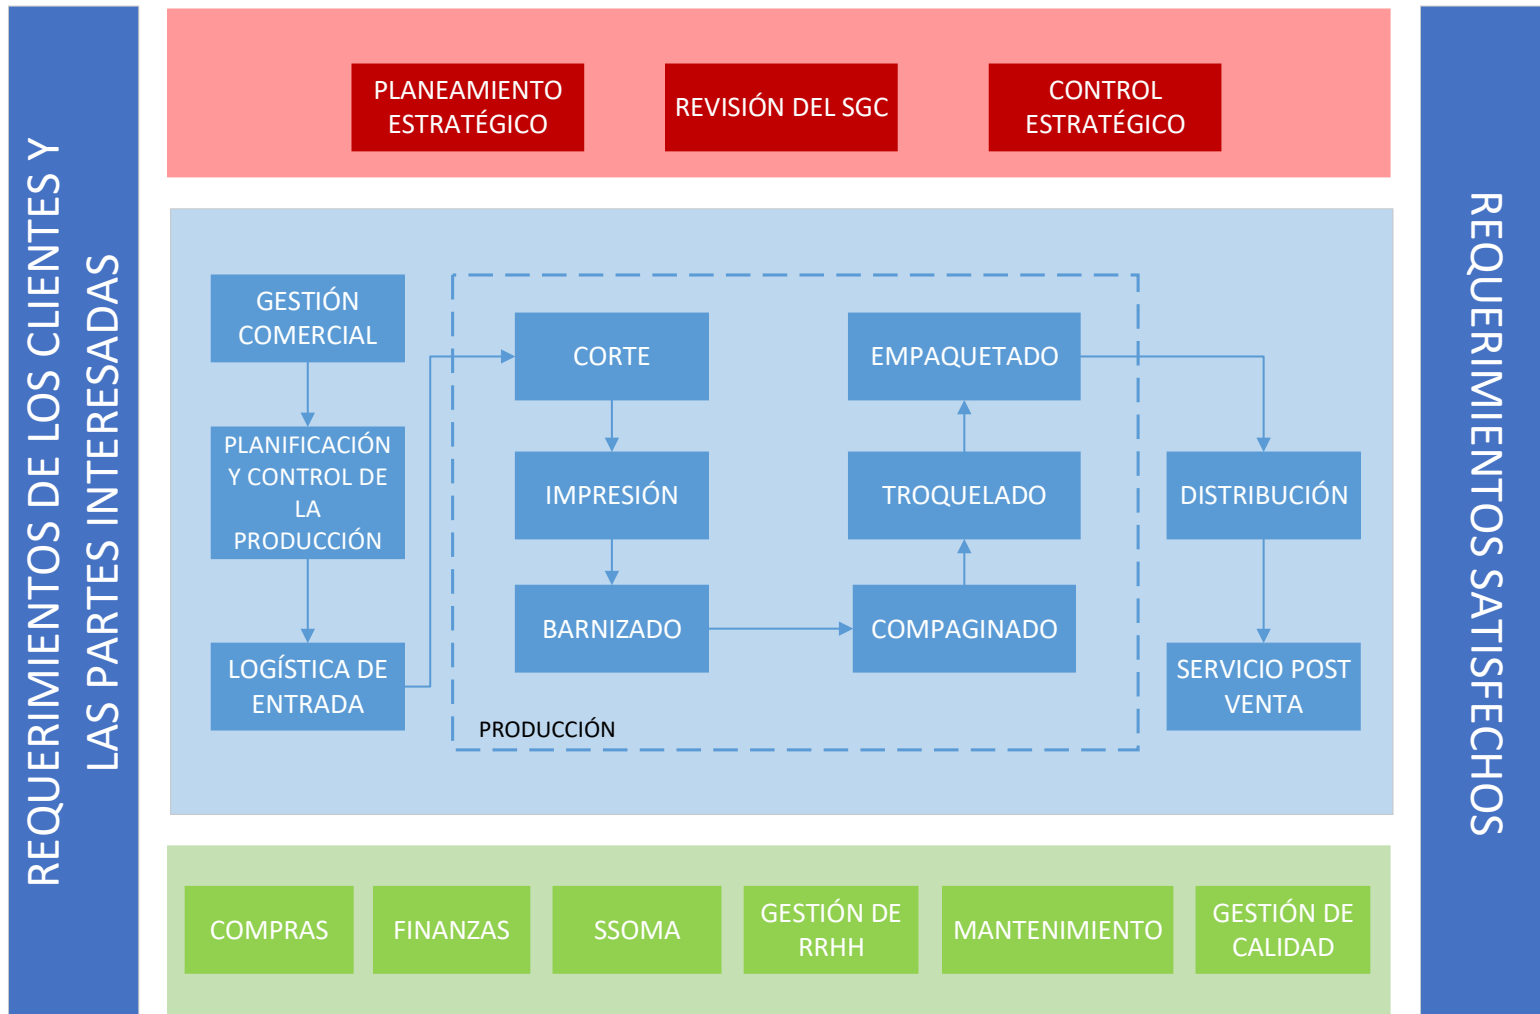 REQUERIMIENTOS DE LOS CLIENTES Y
LAS PARTES INTERESADAS
PLANEAMIENTO
ESTRATÉGICO
REVISIÓN DEL SGC
CONTROL
ESTRATÉGICO
GESTIÓN
COMERCIAL
PLANIFICACIÓN
Y CONTROL DE
LA
PRODUCCIÓN
LOGÍSTICA DE
ENTRADA
CORTE
IMPRESIÓN
BARNIZADO
COMPAGINADO
TROQUELADO
EMPAQUETADO
PRODUCCIÓN
DISTRIBUCIÓN
SERVICIO POST
VENTA
COMPRAS
FINANZAS
SSOMA
GESTIÓN DE
RRHH
MANTENIMIENTO
GESTIÓN DE
CALIDAD
REQUERIMIENTOS SATISFECHOS